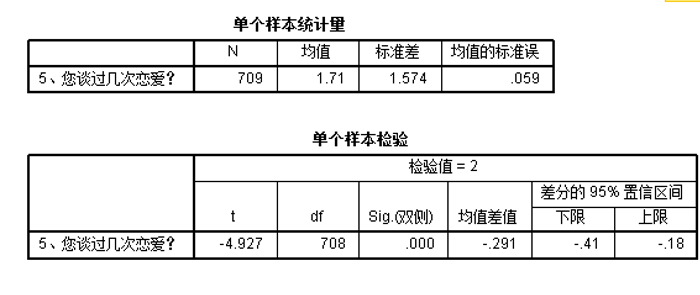 单个样本统计量
N 均值 标准差 均值的标准误
5、您谈过几次恋爱? 709 1.71 1.574 .059
单个样本检验
检验值 = 2
差分的 95% 置信区间
t df Sig.(双侧) 均值差值 下限 上限
5、您谈过几次恋爱? -4.927 708 .000 -.291 -.41 -.18